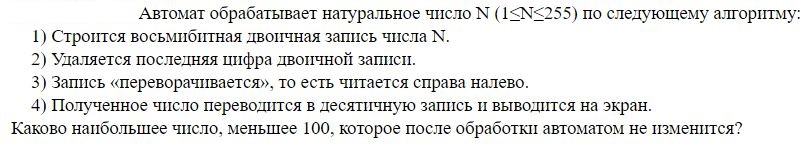 Автомат обрабатывает натуральное число N (1≤N≤255) по следующему алгоритму:
1) Строится восьмибитная двоичная запись числа N.
2) Удаляется последняя цифра двоичной записи.
3) Запись «переворачивается», то есть читается справа налево.
4) Полученное число переводится в десятичную запись и выводится на экран.
Каково наибольшее число, меньшее 100, которое после обработки автоматом не изменится?